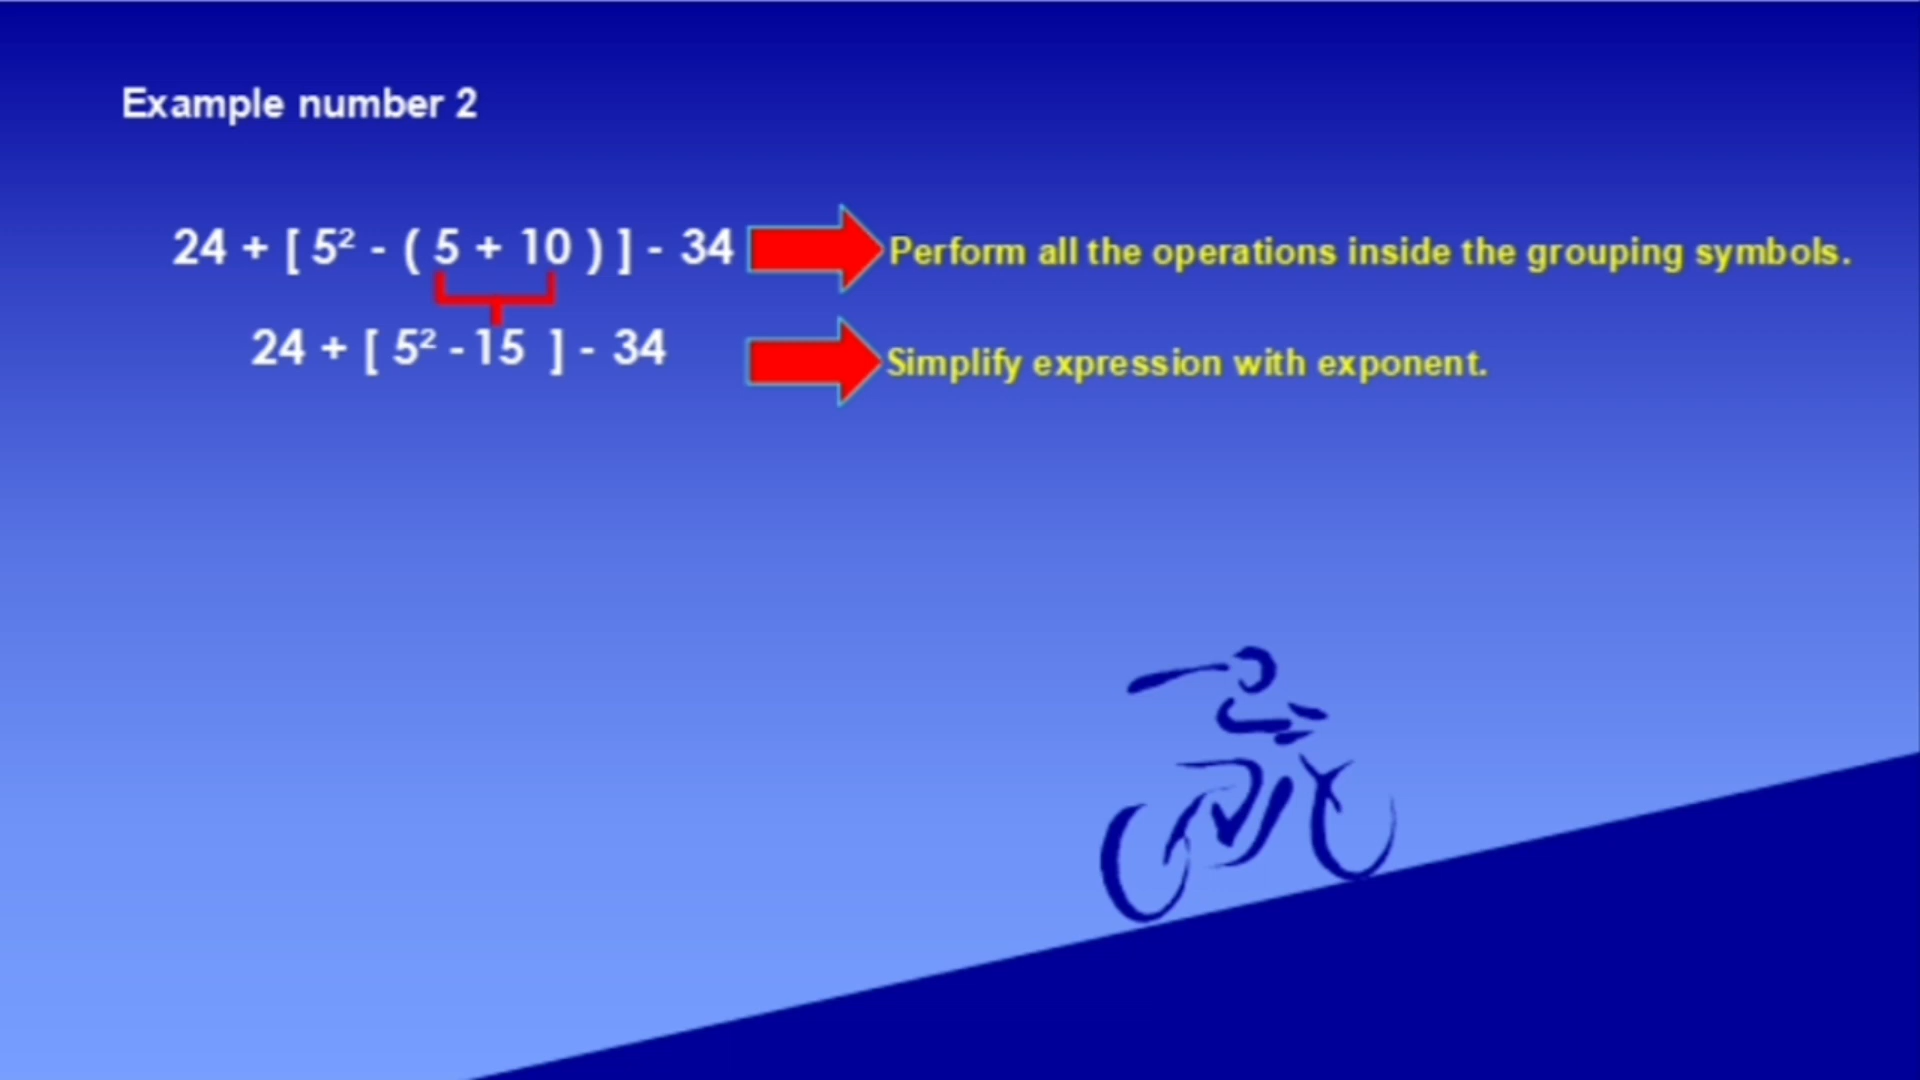 Example number 2
24 + [ 5² - ( 5 + 10 ) ] - 34 Perform all the operations inside the grouping symbols.
24 + [ 5² - 15 ] - 34 Simplify expression with exponent.